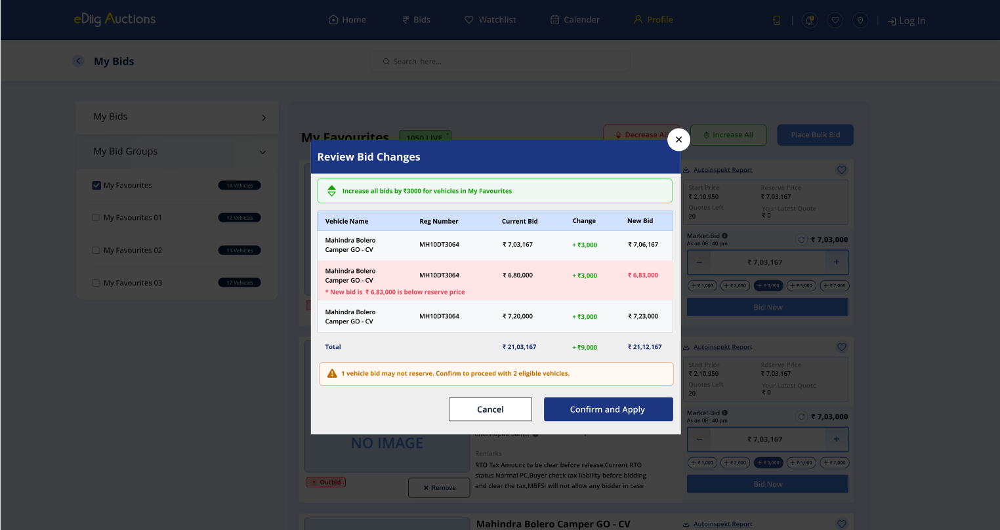 eDiig Auctions
Home
Bids
Watchlist
Calender
Profile
Log In
My Bids
Search here...
My Bids
My Bid Groups
My Favourites
18 Vehicles
My Favourites 01
12 Vehicles
My Favourites 02
11 Vehicles
My Favourites 03
17 Vehicles
My Favourites
1050 LIVE
Decrease All
Increase All
Place Bulk Bid
Review Bid Changes
Increase all bids by ₹3000 for vehicles in My Favourites
Vehicle Name Reg Number Current Bid Change New Bid
Mahindra Bolero
Camper GO - CV
MH10DT3064 ₹ 7,03,167 + ₹3,000 ₹ 7,06,167
Mahindra Bolero
Camper GO - CV
MH10DT3064 ₹ 6,80,000 + ₹3,000 ₹ 6,83,000
* New bid is ₹ 6,83,000 is below reserve price
Mahindra Bolero
Camper GO - CV
MH10DT3064 ₹ 7,20,000 + ₹3,000 ₹ 7,23,000
Total ₹ 21,03,167 + ₹9,000 ₹ 21,12,167
1 vehicle bid may not reserve. Confirm to proceed with 2 eligible vehicles.
Cancel
Confirm and Apply
Autoinspekt Report
Start Price Reserve Price
₹ 2,10,950 ₹ 7,03,167
Quotes Left Your Latest Quote
20 ₹ 0
Market Bid
As on 08 : 40 pm
₹ 7,03,000
− ₹ 7,03,167 +
+ ₹ 1,000 + ₹ 2,000 + ₹ 3,000 + ₹ 5,000 + ₹ 7,000
Bid Now
Autoinspekt Report
Start Price Reserve Price
₹ 2,10,950 ₹ 7,03,167
Quotes Left Your Latest Quote
20 ₹ 0
Market Bid
As on 08 : 40 pm
₹ 7,03,000
− ₹ 7,03,167 +
+ ₹ 1,000 + ₹ 2,000 + ₹ 3,000 + ₹ 5,000 + ₹ 7,000
Bid Now
NO IMAGE
Outbid
Remove
Remarks
RTO Tax Amount to be clear before release,Current RTO
status Normal PC,Buyer check tax liability before bidding
and clear the tax,MBFSI will not allow any bidder in case
Mahindra Bolero Camper GO - CV
Autoinspekt Report